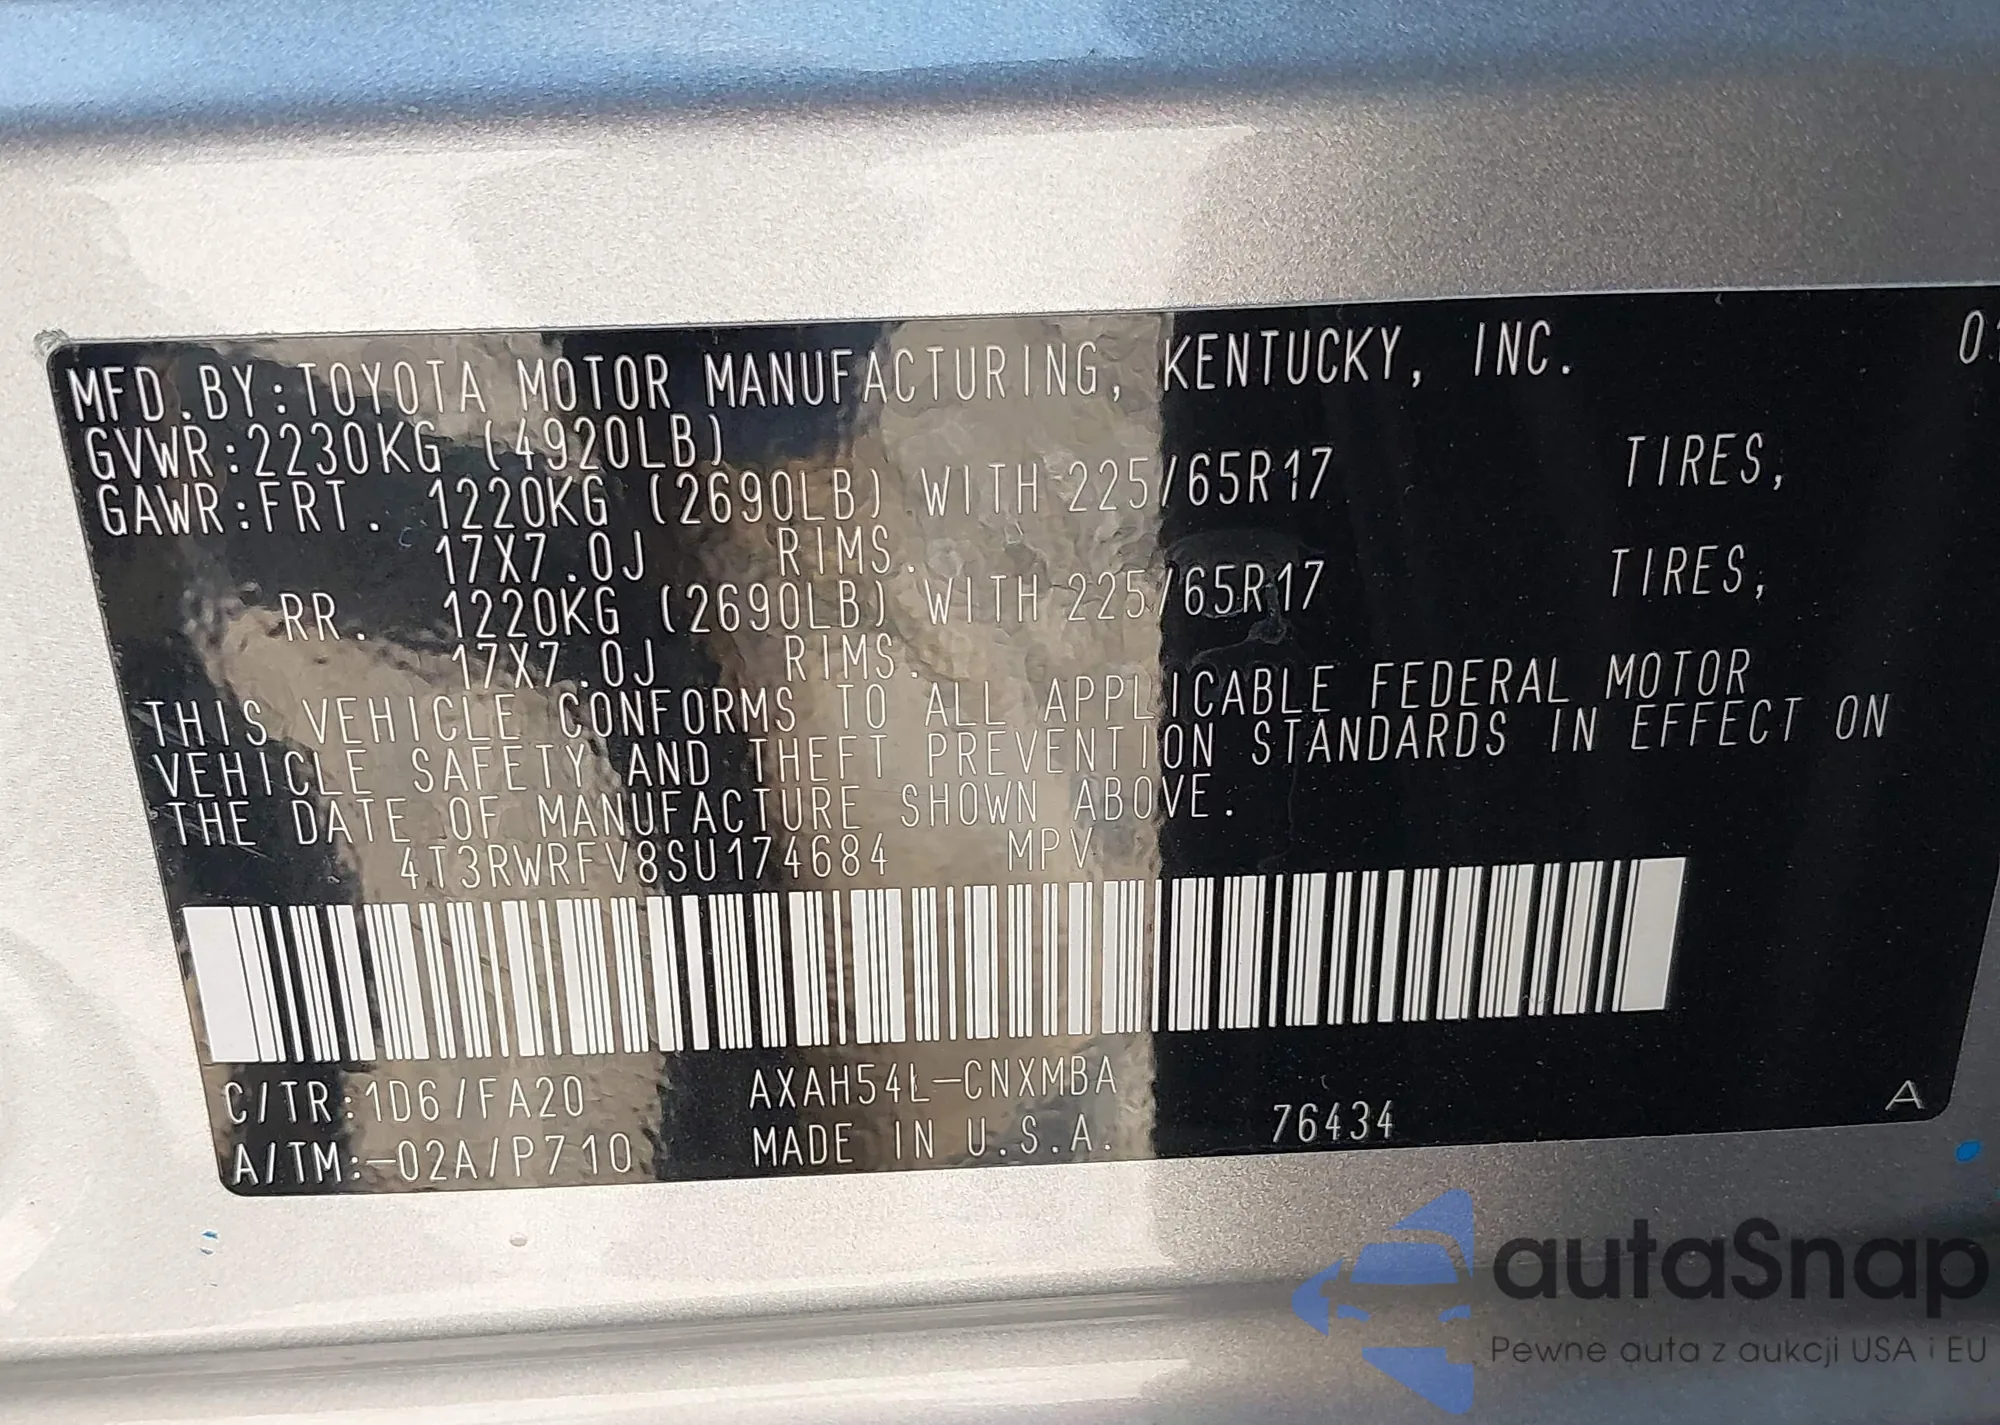 MFD.BY:TOYOTA MOTOR MANUFACTURING, KENTUCKY, INC.
GVWR:2230KG (4920LB)
GAWR:FRT. 1220KG (2690LB) WITH 225/65R17 TIRES,
17X7.0J RIMS.
RR. 1220KG (2690LB) WITH 225/65R17 TIRES,
17X7.0J RIMS.
THIS VEHICLE CONFORMS TO ALL APPLICABLE FEDERAL MOTOR
VEHICLE SAFETY AND THEFT PREVENTION STANDARDS IN EFFECT ON
THE DATE OF MANUFACTURE SHOWN ABOVE.
4T3RWRFV8SU174684 MPV
C/TR:1D6/FA20 AXAH54L-CNXMBA
A/TM:-02A/P710 MADE IN U.S.A. 76434 A
autaSnap
Pewne auta z aukcji USA i EU